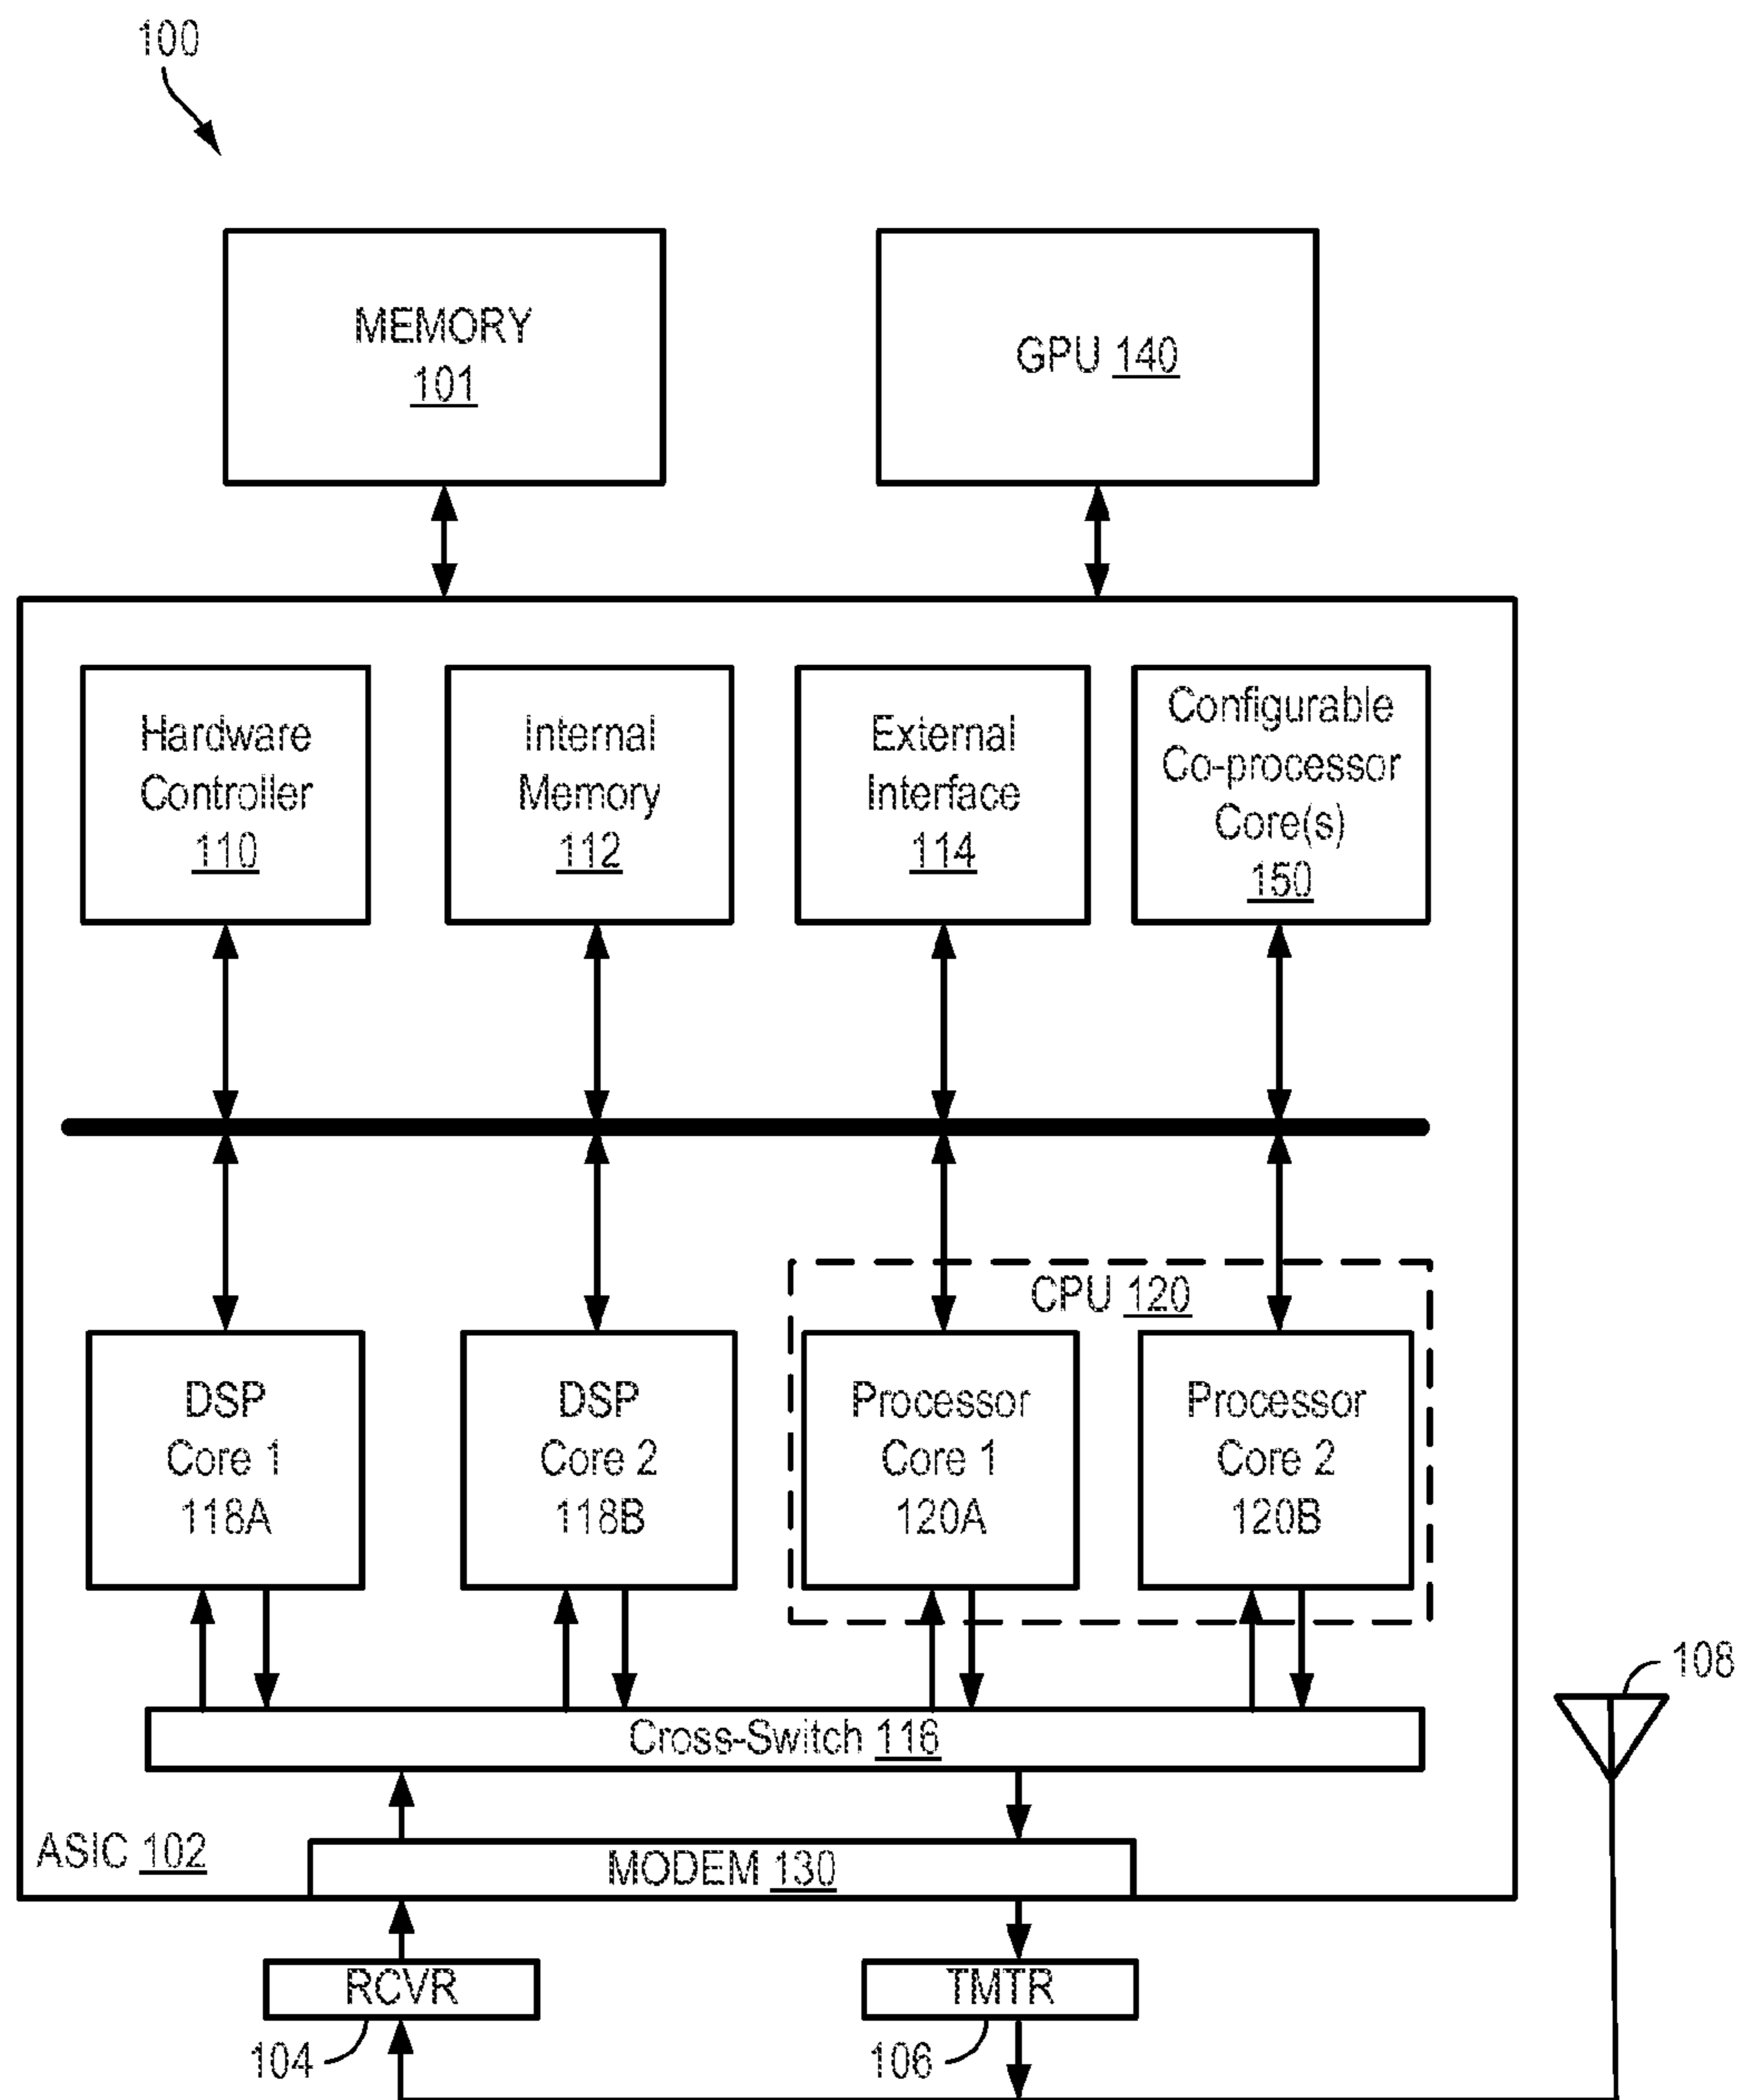 100
MEMORY
101
GPU 140
Hardware
Controller
110
Internal
Memory
112
External
Interface
114
Configurable
Co-processor
Core(s)
150
CPU 120
DSP
Core 1
118A
DSP
Core 2
118B
Processor
Core 1
120A
Processor
Core 2
120B
108
Cross-Switch 116
ASIC 102
MODEM 130
RCVR
TMTR
104
106